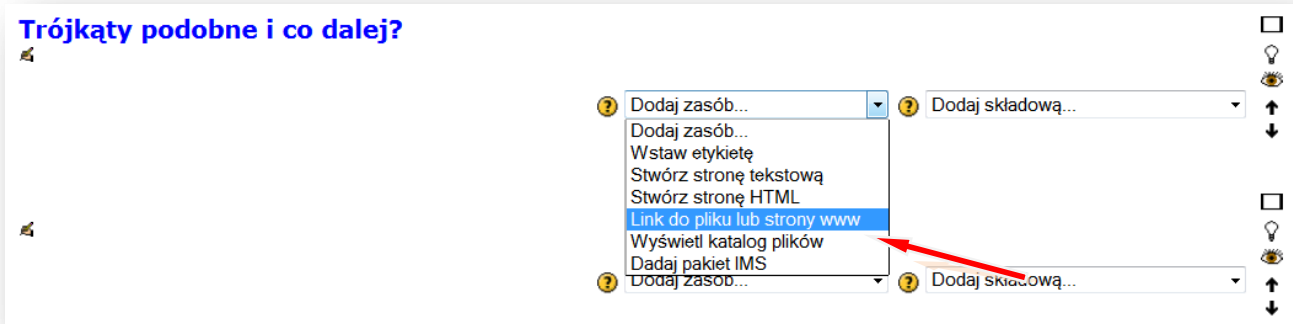 Trójkąty podobne i co dalej?
Dodaj zasób... Dodaj składową...
Dodaj zasób...
Wstaw etykietę
Stwórz stronę tekstową
Stwórz stronę HTML
Link do pliku lub strony www
Wyświetl katalog plików
Dadaj pakiet IMS
Dodaj zasób... Dodaj składową...